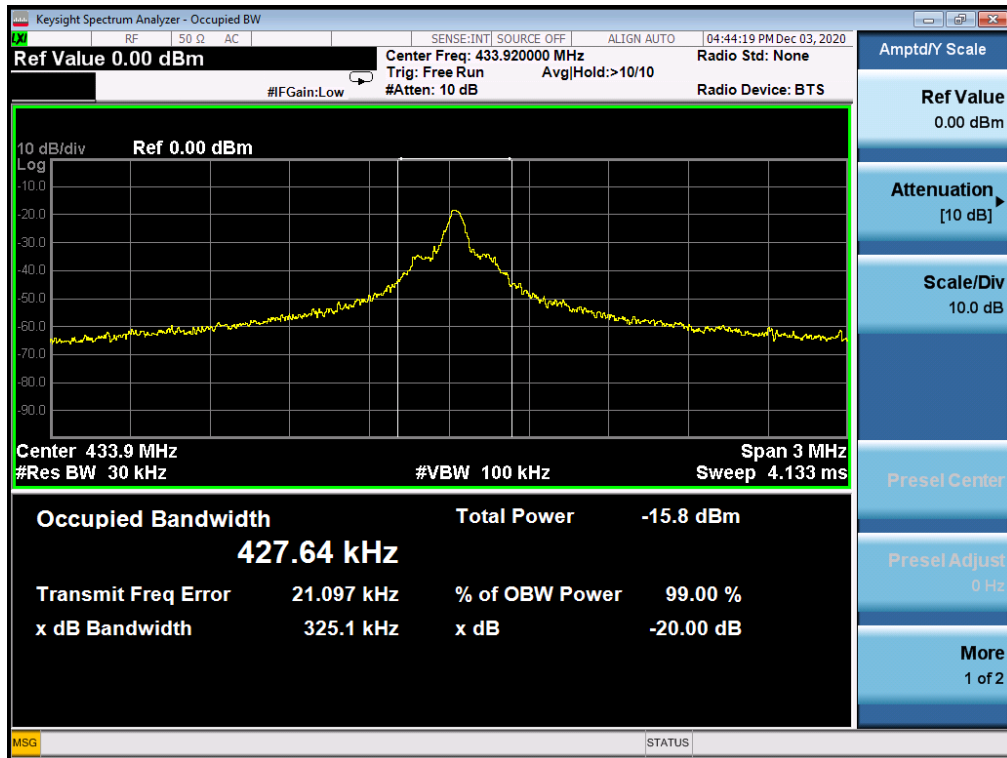 Keysight Spectrum Analyzer - Occupied BW
LXI RF 50 Ω AC SENSE:INT SOURCE OFF ALIGN AUTO 04:44:19 PM Dec 03, 2020
Ref Value 0.00 dBm
Center Freq: 433.920000 MHz
Radio Std: None
Trig: Free Run Avg|Hold:>10/10
#IFGain:Low
#Atten: 10 dB
Radio Device: BTS
10 dB/div Ref 0.00 dBm
Log
-10.0
-20.0
-30.0
-40.0
-50.0
-60.0
-70.0
-80.0
-90.0
Center 433.9 MHz Span 3 MHz
#Res BW 30 kHz #VBW 100 kHz Sweep 4.133 ms
Occupied Bandwidth Total Power -15.8 dBm
427.64 kHz
Transmit Freq Error 21.097 kHz % of OBW Power 99.00 %
x dB Bandwidth 325.1 kHz x dB -20.00 dB
MSG STATUS
Amptd/Y Scale
Ref Value
0.00 dBm
Attenuation
[10 dB]
Scale/Div
10.0 dB
Presel Center
Presel Adjust
0 Hz
More
1 of 2